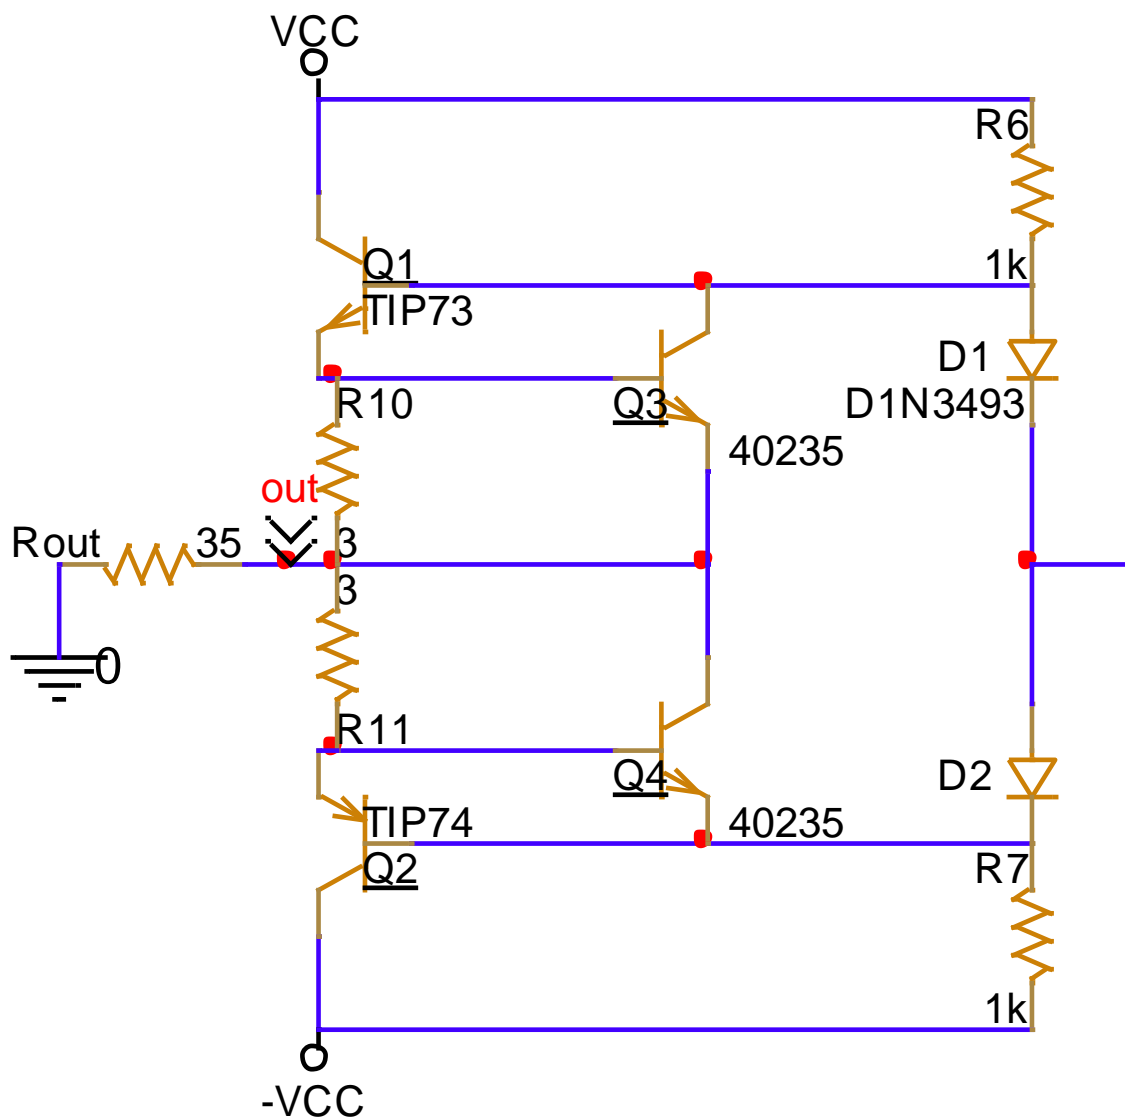 VCC
R6
Q1
1k
TIP73
D1
R10
Q3
D1N3493
40235
out
Rout
35
3
3
0
R11
Q4
D2
TIP74
40235
Q2
R7
1k
-VCC